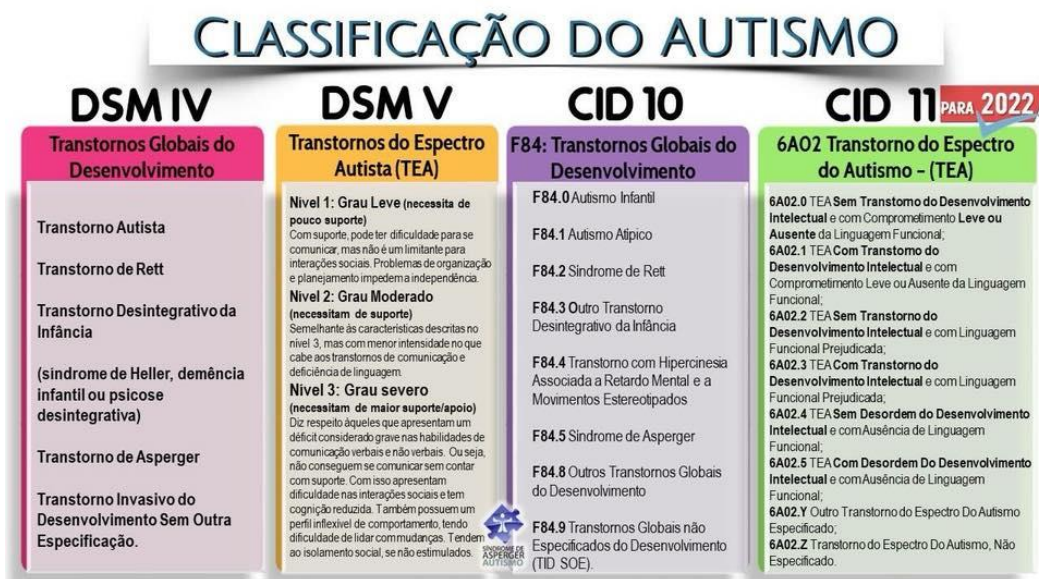 CLASSIFICAÇÃO DO AUTISMO
DSM IV
Transtornos Globais do
Desenvolvimento
Transtorno Autista
Transtorno de Rett
Transtorno Desintegrativo da
Infância
(sindrome de Heller, demência
infantil ou psicose
desintegrativa)
Transtorno de Asperger
Transtorno Invasivo do
Desenvolvimento Sem Outra
Especificação.
DSM V
Transtornos do Espectro
Autista (TEA)
Nivel 1: Grau Leve (necessita de
pouco suporte)
Com suporte, pode ter dificuldade para se
comunicar, mas não é um limitante para
interações sociais. Problemas de organização
e planejamento impedem a independência.
Nivel 2: Grau Moderado
(necessitam de suporte)
Semelhante às características descritas no
nível 3, mas com menor intensidade no que
cabe aos transtornos de comunicação e
deficiência de linguagem.
Nivel 3: Grau severo
(necessitam de maior suporte/apoio)
Diz respeito àqueles que apresentam um
déficit considerado grave nas habilidades de
comunicação verbais e não verbais. Ou seja,
não conseguem se comunicar sem contar
com suporte. Com isso apresentam
dificuldade nas interações sociais e tem
cognição reduzida. Também possuem um
perfil inflexível de comportamento, tendo
dificuldade de lidar com mudanças. Tendem
ao isolamento social, se não estimulados.
SÍNDROME DE
ASPERGER
AUTISMO
CID 10
F84: Transtornos Globais do
Desenvolvimento
F84.0 Autismo Infantil
F84.1 Autismo Atípico
F84.2 Sindrome de Rett
F84.3 Outro Transtorno
Desintegrativo da Infância
F84.4 Transtorno com Hipercinesia
Associada a Retardo Mental e a
Movimentos Estereotipados
F84.5 Sindrome de Asperger
F84.8 Outros Transtornos Globais
do Desenvolvimento
F84.9 Transtornos Globais não
Especificados do Desenvolvimento
(TID SOE).
CID 11 PARA 2022
6A02 Transtorno do Espectro
do Autismo – (TEA)
6A02.0 TEA Sem Transtorno do Desenvolvimento
Intelectual e com Comprometimento Leve ou
Ausente da Linguagem Funcional;
6A02.1 TEA Com Transtorno do
Desenvolvimento Intelectual e com
Comprometimento Leve ou Ausente da Linguagem
Funcional;
6A02.2 TEA Sem Transtorno do
Desenvolvimento Intelectual e com Linguagem
Funcional Prejudicada;
6A02.3 TEA Com Transtorno do
Desenvolvimento Intelectual e com Linguagem
Funcional Prejudicada;
6A02.4 TEA Sem Desordem do Desenvolvimento
Intelectual e com Ausência de Linguagem
Funcional;
6A02.5 TEA Com Desordem Do Desenvolvimento
Intelectual e com Ausência de Linguagem
Funcional;
6A02.Y Outro Transtorno do Espectro Do Autismo
Especificado;
6A02.Z Transtorno do Espectro Do Autismo, Não
Especificado.